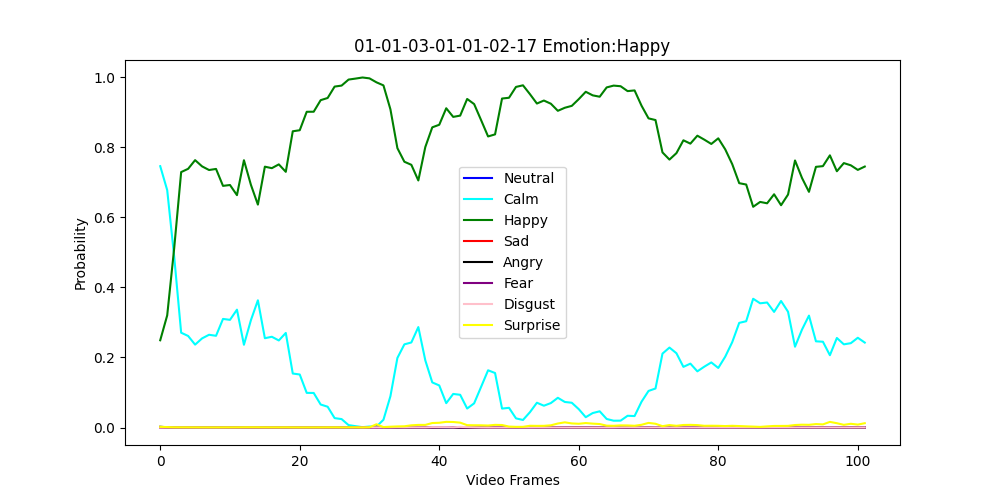 01-01-03-01-01-02-17 Emotion:Happy
1.0
0.8
0.6
0.4
0.2
0.0
Probability
Neutral
Calm
Happy
Sad
Angry
Fear
Disgust
Surprise
0 20 40 60 80 100
Video Frames